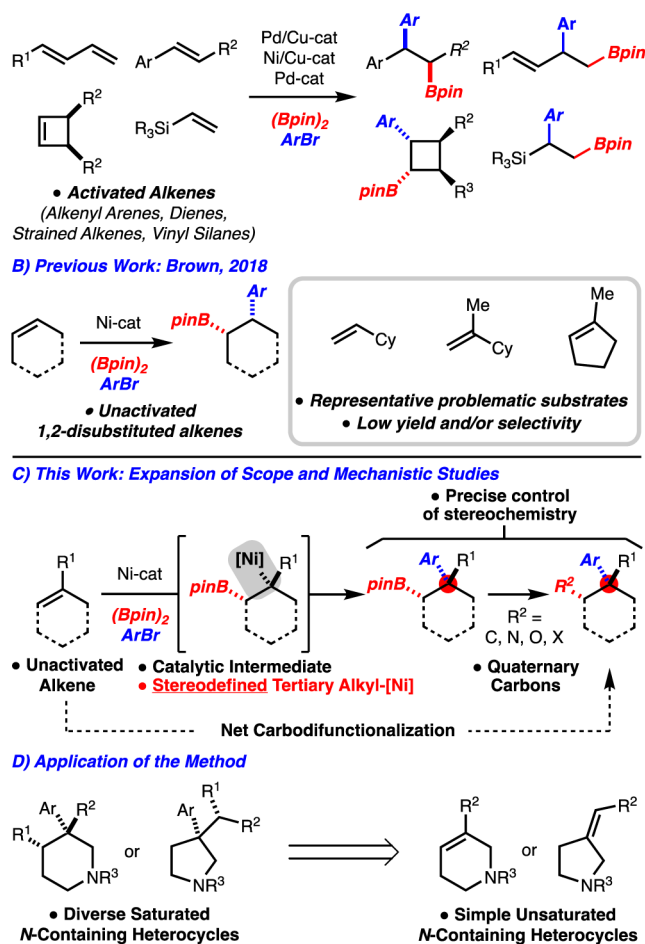 R1
Ar
R2
Pd/Cu-cat
Ni/Cu-cat
Pd-cat
(Bpin)2
ArBr
Ar
Ar
R2
Bpin
R1
Ar
Bpin
R2
R2
R3Si
Ar
R2
pinB
R3
R3Si
Ar
Bpin
• Activated Alkenes
(Alkenyl Arenes, Dienes,
Strained Alkenes, Vinyl Silanes)
B) Previous Work: Brown, 2018
Ni-cat
(Bpin)2
ArBr
pinB
Ar
• Unactivated
1,2-disubstituted alkenes
Cy
Me
Cy
Me
• Representative problematic substrates
• Low yield and/or selectivity
C) This Work: Expansion of Scope and Mechanistic Studies
• Precise control
of stereochemistry
R1
Ni-cat
(Bpin)2
ArBr
[Ni]
R1
pinB
Ar
R1
pinB
R2 =
C, N, O, X
Ar
R1
R2
• Unactivated
Alkene
• Catalytic Intermediate
• Stereodefined Tertiary Alkyl-[Ni]
• Quaternary
Carbons
Net Carbodifunctionalization
D) Application of the Method
Ar
R2
R1
NR3
or
R1
Ar
R2
NR3
R2
NR3
or
R2
NR3
• Diverse Saturated
N-Containing Heterocycles
• Simple Unsaturated
N-Containing Heterocycles